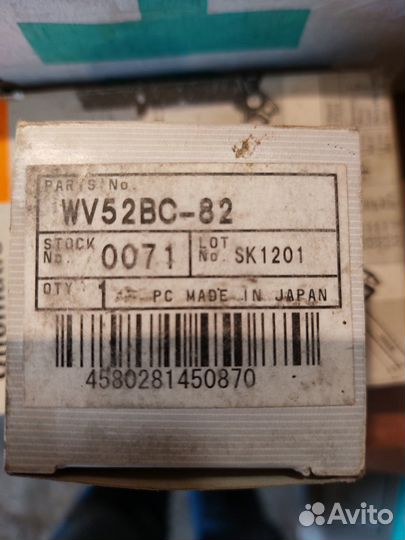 PARTS No.
WV52BC-82
STOCK No. 0071 LOT No. SK1201
QTY 1 PC MADE IN JAPAN
4580281450870
Avito